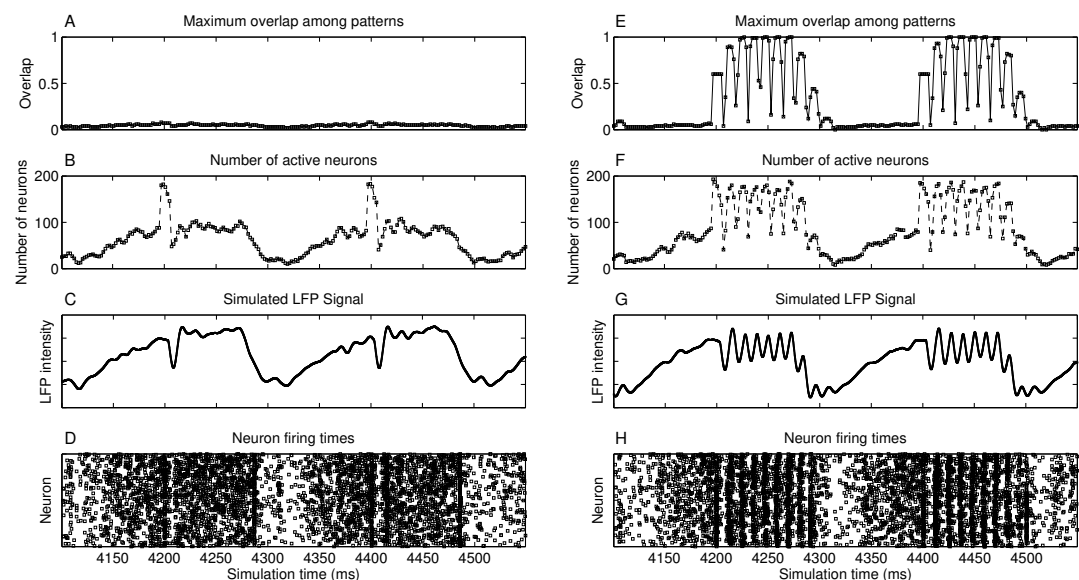 A Maximum overlap among patterns
1
0.5
0
Overlap
B Number of active neurons
200
100
0
Number of neurons
C Simulated LFP Signal
LFP intensity
D Neuron firing times
Neuron
4150 4200 4250 4300 4350 4400 4450 4500
Simulation time (ms)
E Maximum overlap among patterns
1
0.5
0
Overlap
F Number of active neurons
200
100
0
Number of neurons
G Simulated LFP Signal
LFP intensity
H Neuron firing times
Neuron
4150 4200 4250 4300 4350 4400 4450 4500
Simulation time (ms)